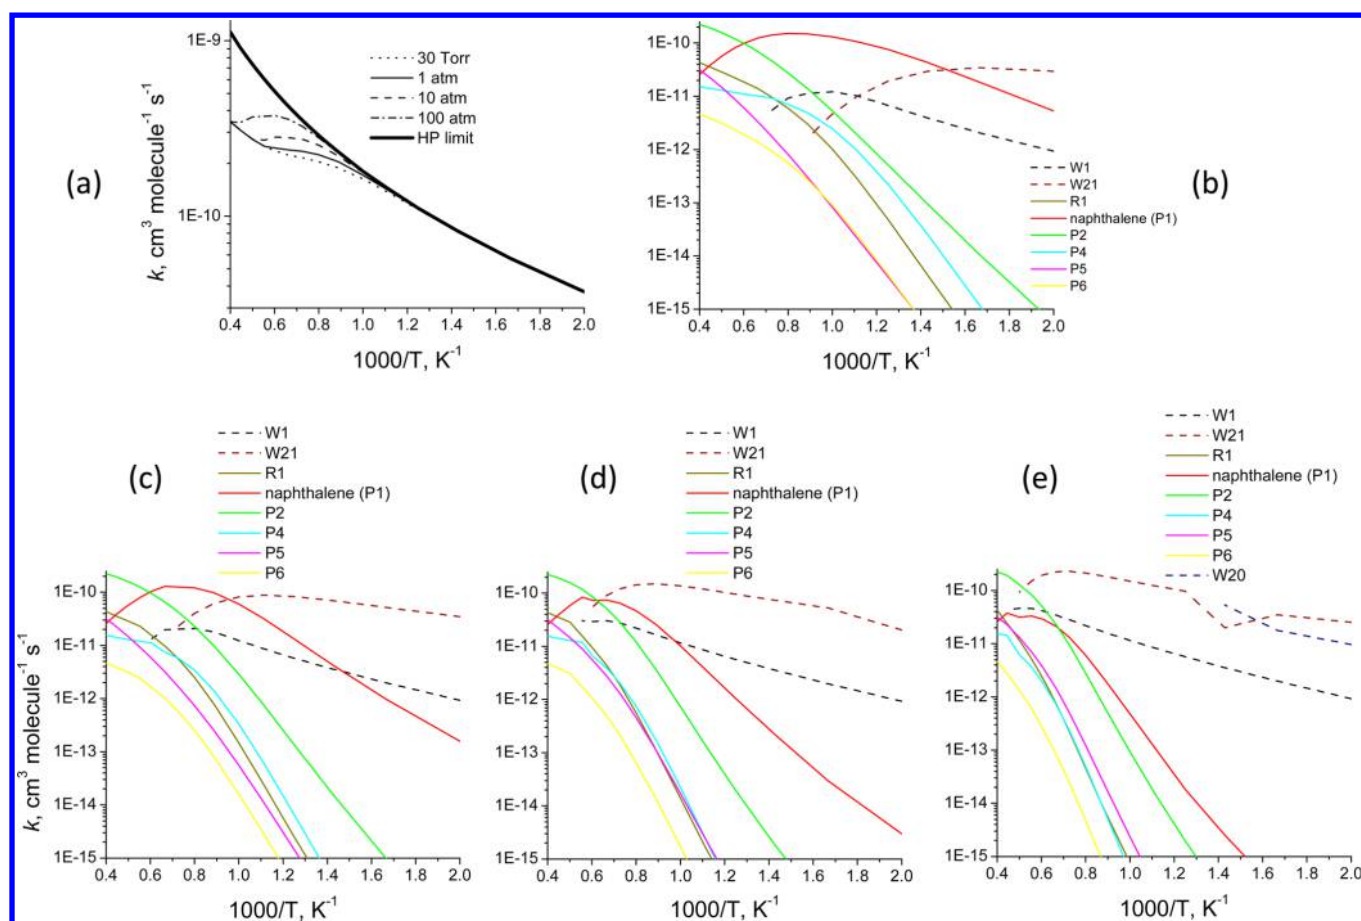 (a)
1E-9
1E-10
k, cm³ molecule⁻¹ s⁻¹
30 Torr
1 atm
10 atm
100 atm
HP limit
0.4 0.6 0.8 1.0 1.2 1.4 1.6 1.8 2.0
1000/T, K⁻¹
(b)
1E-10
1E-11
1E-12
1E-13
1E-14
1E-15
W1
W21
R1
naphthalene (P1)
P2
P4
P5
P6
0.4 0.6 0.8 1.0 1.2 1.4 1.6 1.8 2.0
1000/T, K⁻¹
(c)
W1
W21
R1
naphthalene (P1)
P2
P4
P5
P6
k, cm³ molecule⁻¹ s⁻¹
1E-10
1E-11
1E-12
1E-13
1E-14
1E-15
0.4 0.6 0.8 1.0 1.2 1.4 1.6 1.8 2.0
1000/T, K⁻¹
(d)
W1
W21
R1
naphthalene (P1)
P2
P4
P5
P6
1E-10
1E-11
1E-12
1E-13
1E-14
1E-15
0.4 0.6 0.8 1.0 1.2 1.4 1.6 1.8 2.0
1000/T, K⁻¹
(e)
W1
W21
R1
naphthalene (P1)
P2
P4
P5
P6
W20
1E-10
1E-11
1E-12
1E-13
1E-14
1E-15
0.4 0.6 0.8 1.0 1.2 1.4 1.6 1.8 2.0
1000/T, K⁻¹